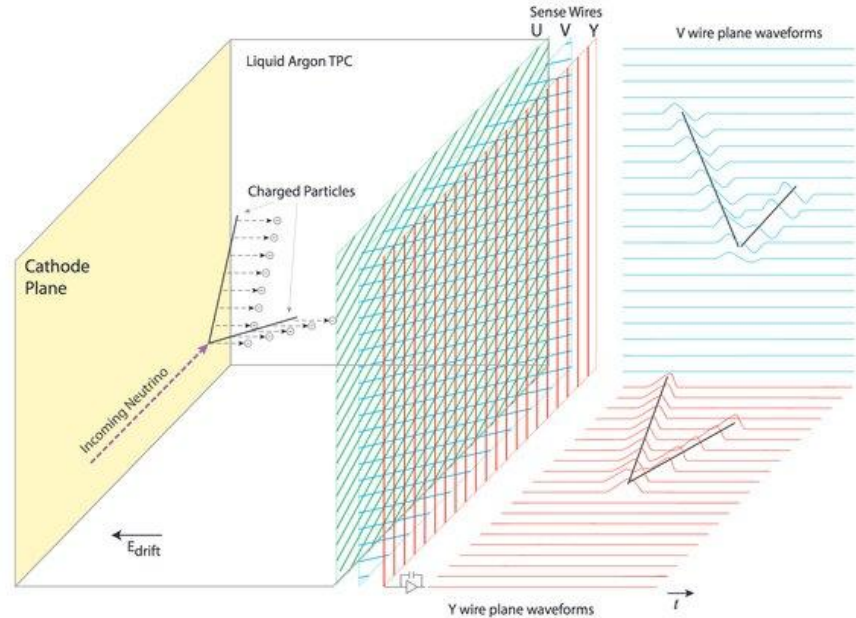 Sense Wires
U V Y
V wire plane waveforms
Liquid Argon TPC
Charged Particles
Cathode
Plane
Incoming Neutrino
Edrift
Y wire plane waveforms
t